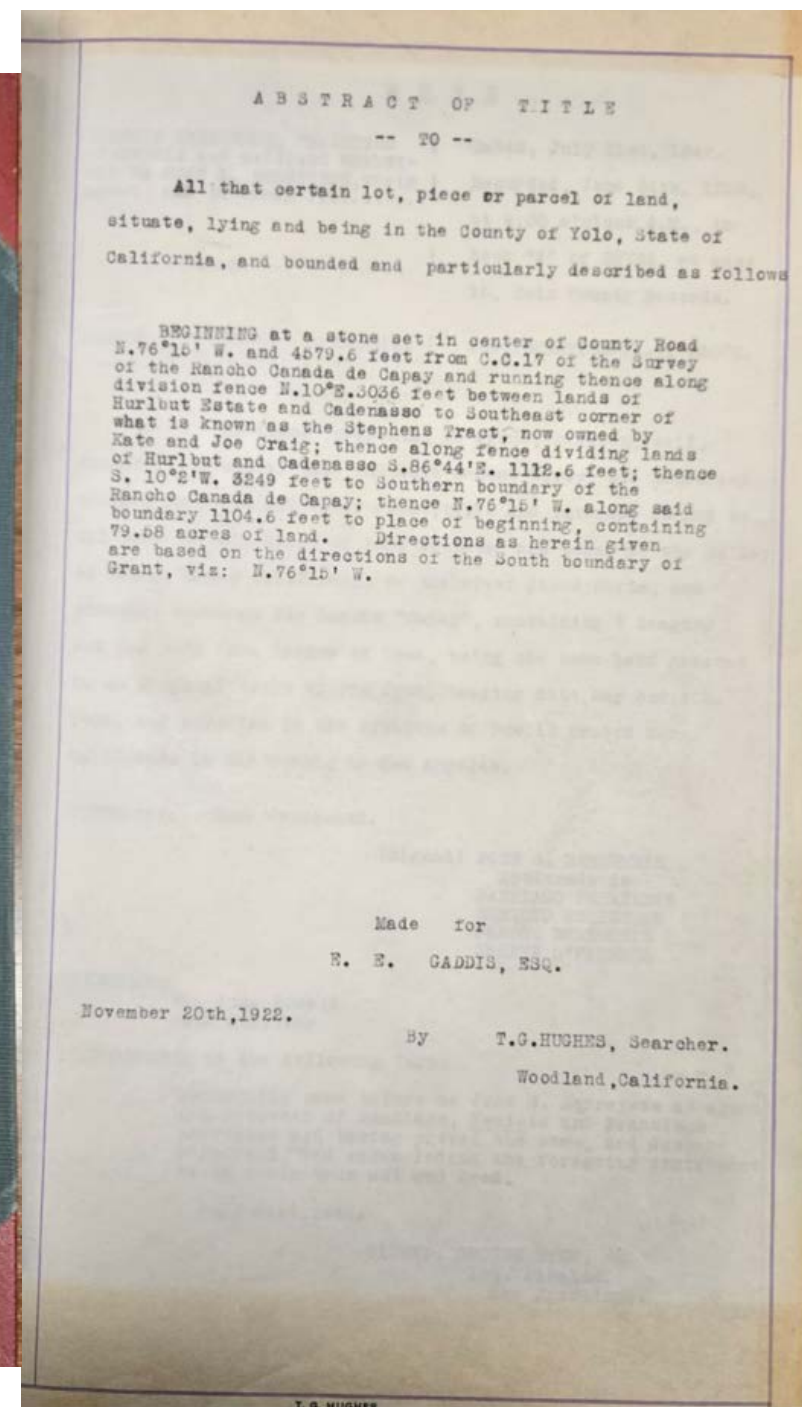 ABSTRACT OF TITLE
-- TO --
All that certain lot, piece or parcel of land,
situate, lying and being in the County of Yolo, State of
California, and bounded and particularly described as follows
BEGINNING at a stone set in center of County Road
N.76°15' W. and 4579.6 feet from C.C.17 of the Survey
of the Rancho Canada de Capay and running thence along
division fence N.10°E.3036 feet between lands of
Hurlbut Estate and Cadenasso to Southeast corner of
what is known as the Stephens Tract, now owned by
Kate and Joe Craig; thence along fence dividing lands
of Hurlbut and Cadenasso S.86°44'E. 1112.6 feet; thence
S. 10°2'W. 3249 feet to Southern boundary of the
Rancho Canada de Capay; thence N.76°15' W. along said
boundary 1104.6 feet to place of beginning, containing
79.58 acres of land. Directions as herein given
are based on the directions of the South boundary of
Grant, viz: N.76°15' W.
Made for
E. E. GADDIS, ESQ.
November 20th,1922.
By T.G.HUGHES, Searcher.
Woodland,California.
T. G. HUGHES